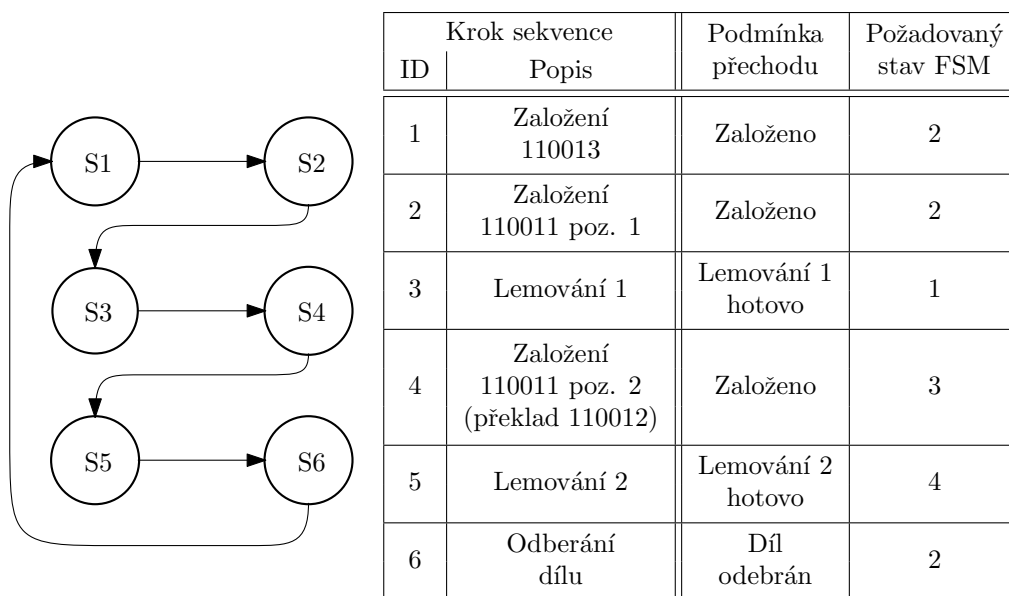 S1
S2
S3
S4
S5
S6
Krok sekvence
Podmínka
přechodu
Požadovaný
stav FSM
ID
Popis
1
Založení
110013
Založeno
2
2
Založení
110011 poz. 1
Založeno
2
3
Lemování 1
Lemování 1
hotovo
1
4
Založení
110011 poz. 2
(překlad 110012)
Založeno
3
5
Lemování 2
Lemování 2
hotovo
4
6
Odberání
dílu
Díl
odebrán
2